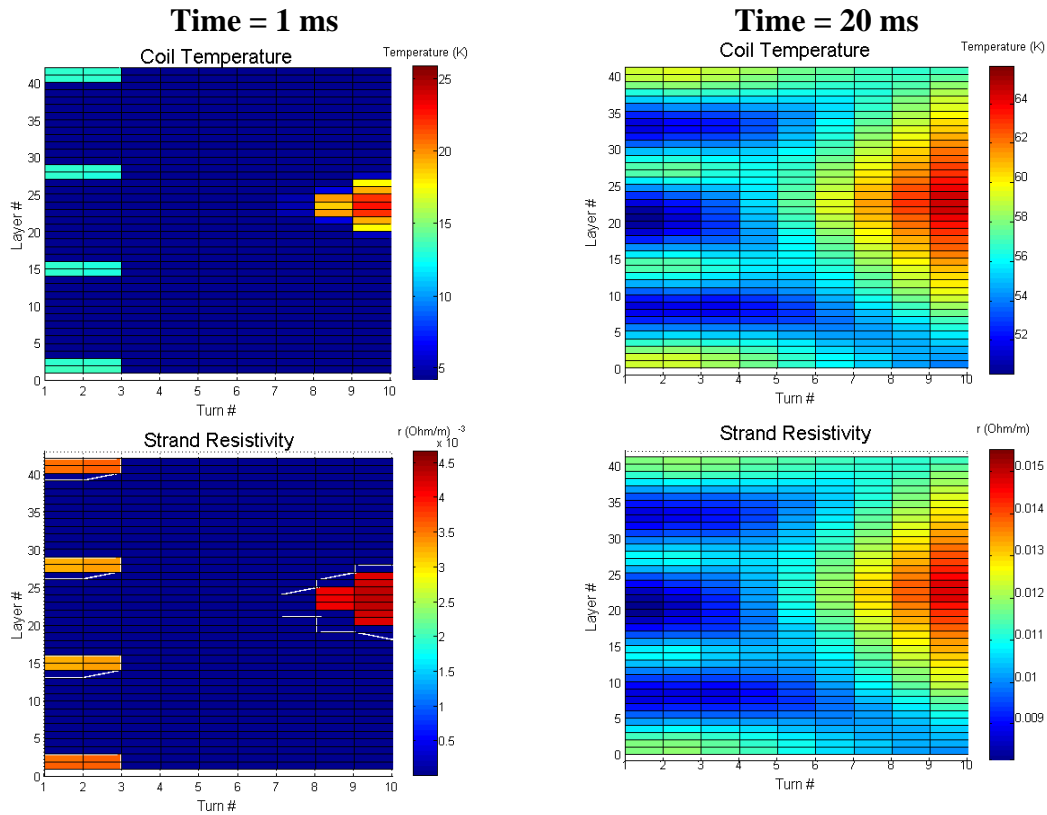 Time = 1 ms
Time = 20 ms
Coil Temperature
Temperature (K)
Layer #
40
35
30
25
20
15
10
5
0
1 2 3 4 5 6 7 8 9 10
Turn #
25
20
15
10
5
Coil Temperature
Temperature (K)
Layer #
40
35
30
25
20
15
10
5
0
1 2 3 4 5 6 7 8 9 10
Turn #
64
62
60
58
56
54
52
Strand Resistivity
r (Ohm/m)
x 10 -3
Layer #
40
35
30
25
20
15
10
5
0
1 2 3 4 5 6 7 8 9 10
Turn #
4.5
4
3.5
3
2.5
2
1.5
1
0.5
Strand Resistivity
r (Ohm/m)
Layer #
40
35
30
25
20
15
10
5
0
1 2 3 4 5 6 7 8 9 10
Turn #
0.015
0.014
0.013
0.012
0.011
0.01
0.009